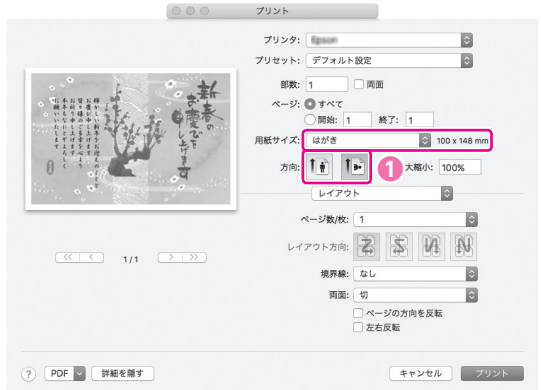 プリント
プリンタ:
プリセット: デフォルト設定
部数: 1 両面
ページ: すべて
開始: 1 終了: 1
用紙サイズ: はがき 100 x 148 mm
方向: 1 大縮小: 100%
レイアウト
ページ数/枚: 1
レイアウト方向:
境界線: なし
両面: 切
ページの方向を反転
左右反転
新春の
お慶びを
申し上げます
<< < 1 / 1 > >>
? PDF 詳細を隠す キャンセル プリント